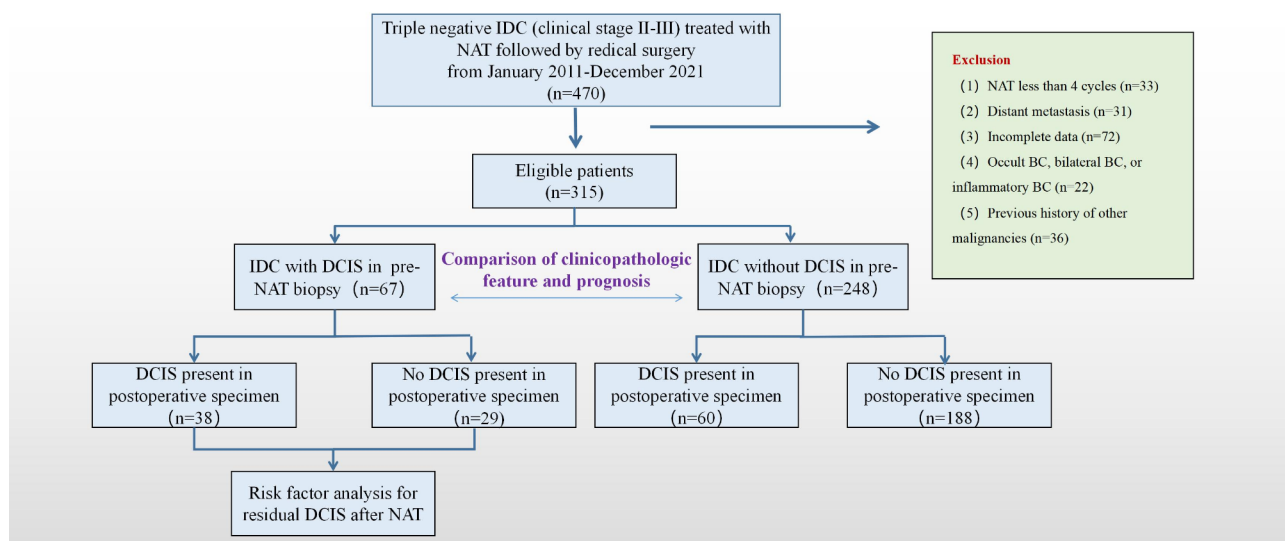 Triple negative IDC (clinical stage II-III) treated with
NAT followed by redical surgery
from January 2011-December 2021
(n=470)
Exclusion
(1) NAT less than 4 cycles (n=33)
(2) Distant metastasis (n=31)
(3) Incomplete data (n=72)
(4) Occult BC, bilateral BC, or
inflammatory BC (n=22)
(5) Previous history of other
malignancies (n=36)
Eligible patients
(n=315)
IDC with DCIS in pre-
NAT biopsy (n=67)
Comparison of clinicopathologic
feature and prognosis
IDC without DCIS in pre-
NAT biopsy (n=248)
DCIS present in
postoperative specimen
(n=38)
No DCIS present in
postoperative specimen
(n=29)
DCIS present in
postoperative specimen
(n=60)
No DCIS present in
postoperative specimen
(n=188)
Risk factor analysis for
residual DCIS after NAT